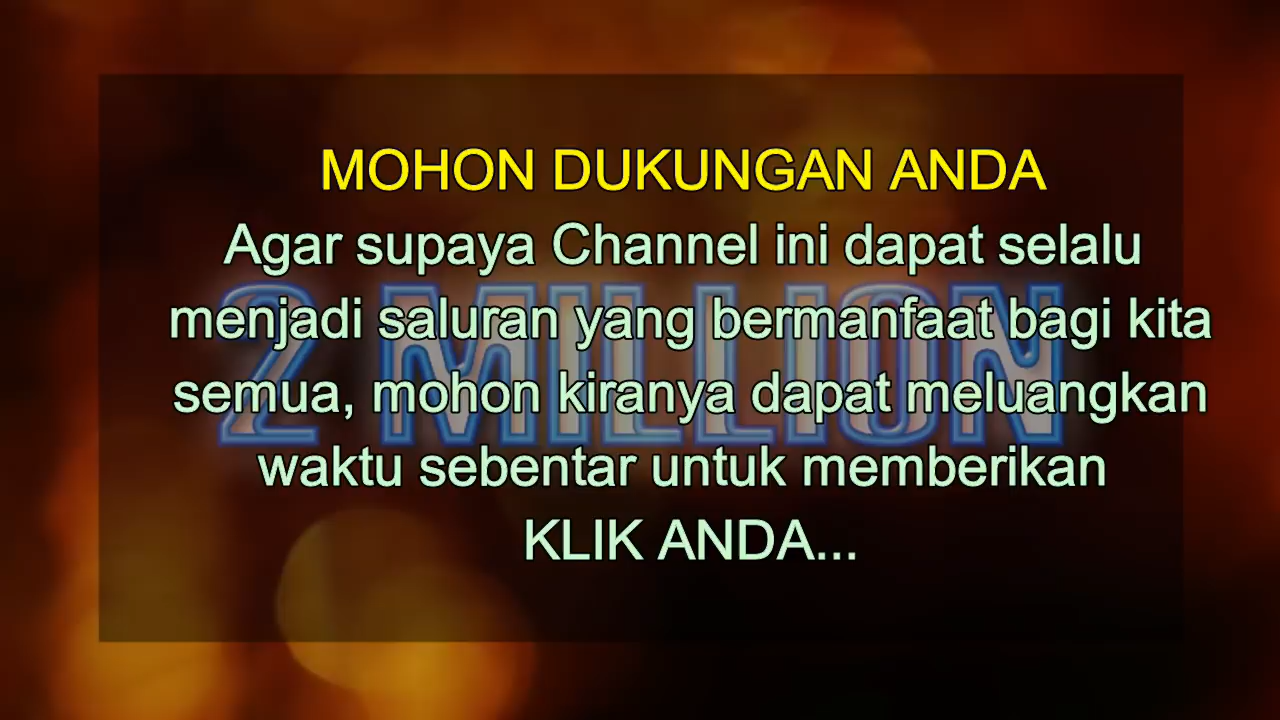 MOHON DUKUNGAN ANDA
Agar supaya Channel ini dapat selalu
menjadi saluran yang bermanfaat bagi kita
semua, mohon kiranya dapat meluangkan
waktu sebentar untuk memberikan
KLIK ANDA...
2 MILLION